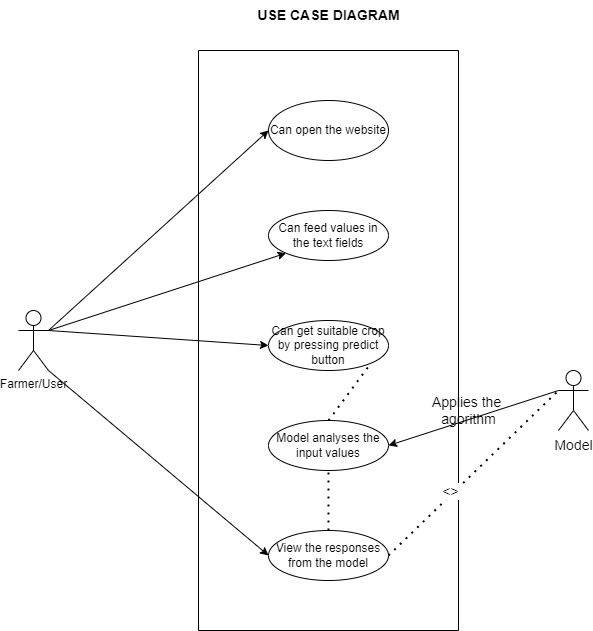 USE CASE DIAGRAM
Can open the website
Can feed values in
the text fields
Can get suitable crop
by pressing predict
button
Farmer/User
Applies the
agorithm
Model analyses the
input values
Model
<>
View the responses
from the model